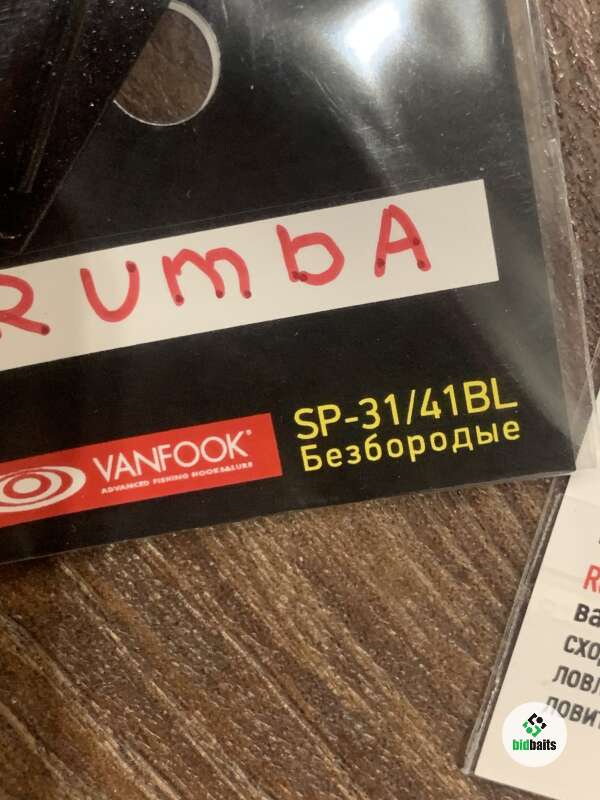 RUmbA
VANFOOK®
ADVANCED FISHING HOOKS&LURE
SP-31/41BL
Безбородые
bidbaits